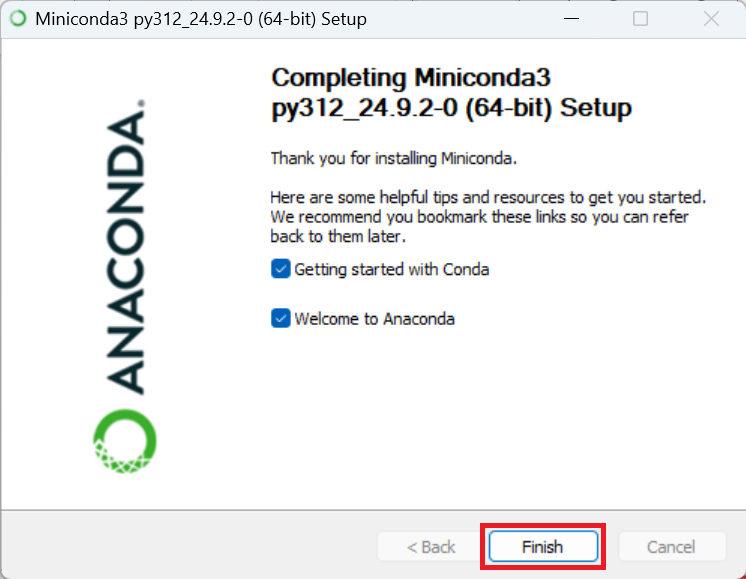 Miniconda3 py312_24.9.2-0 (64-bit) Setup
Completing Miniconda3
py312_24.9.2-0 (64-bit) Setup
Thank you for installing Miniconda.
Here are some helpful tips and resources to get you started.
We recommend you bookmark these links so you can refer
back to them later.
Getting started with Conda
Welcome to Anaconda
ANACONDA.
< Back
Finish
Cancel